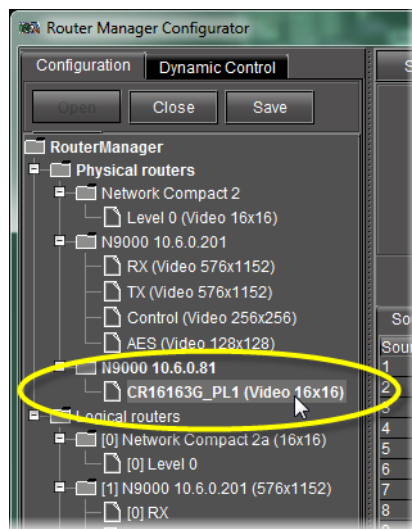 Router Manager Configurator
Configuration
Dynamic Control
S
Open
Close
Save
RouterManager
Physical routers
Network Compact 2
Level 0 (Video 16x16)
N9000 10.6.0.201
RX (Video 576x1152)
TX (Video 576x1152)
Control (Video 256x256)
AES (Video 128x128)
N9000 10.6.0.81
CR16163G_PL1 (Video 16x16)
Logical routers
[0] Network Compact 2a (16x16)
[0] Level 0
[1] N9000 10.6.0.201 (576x1152)
[0] RX
So
Sour
1
2
3
4
5
6
7
8